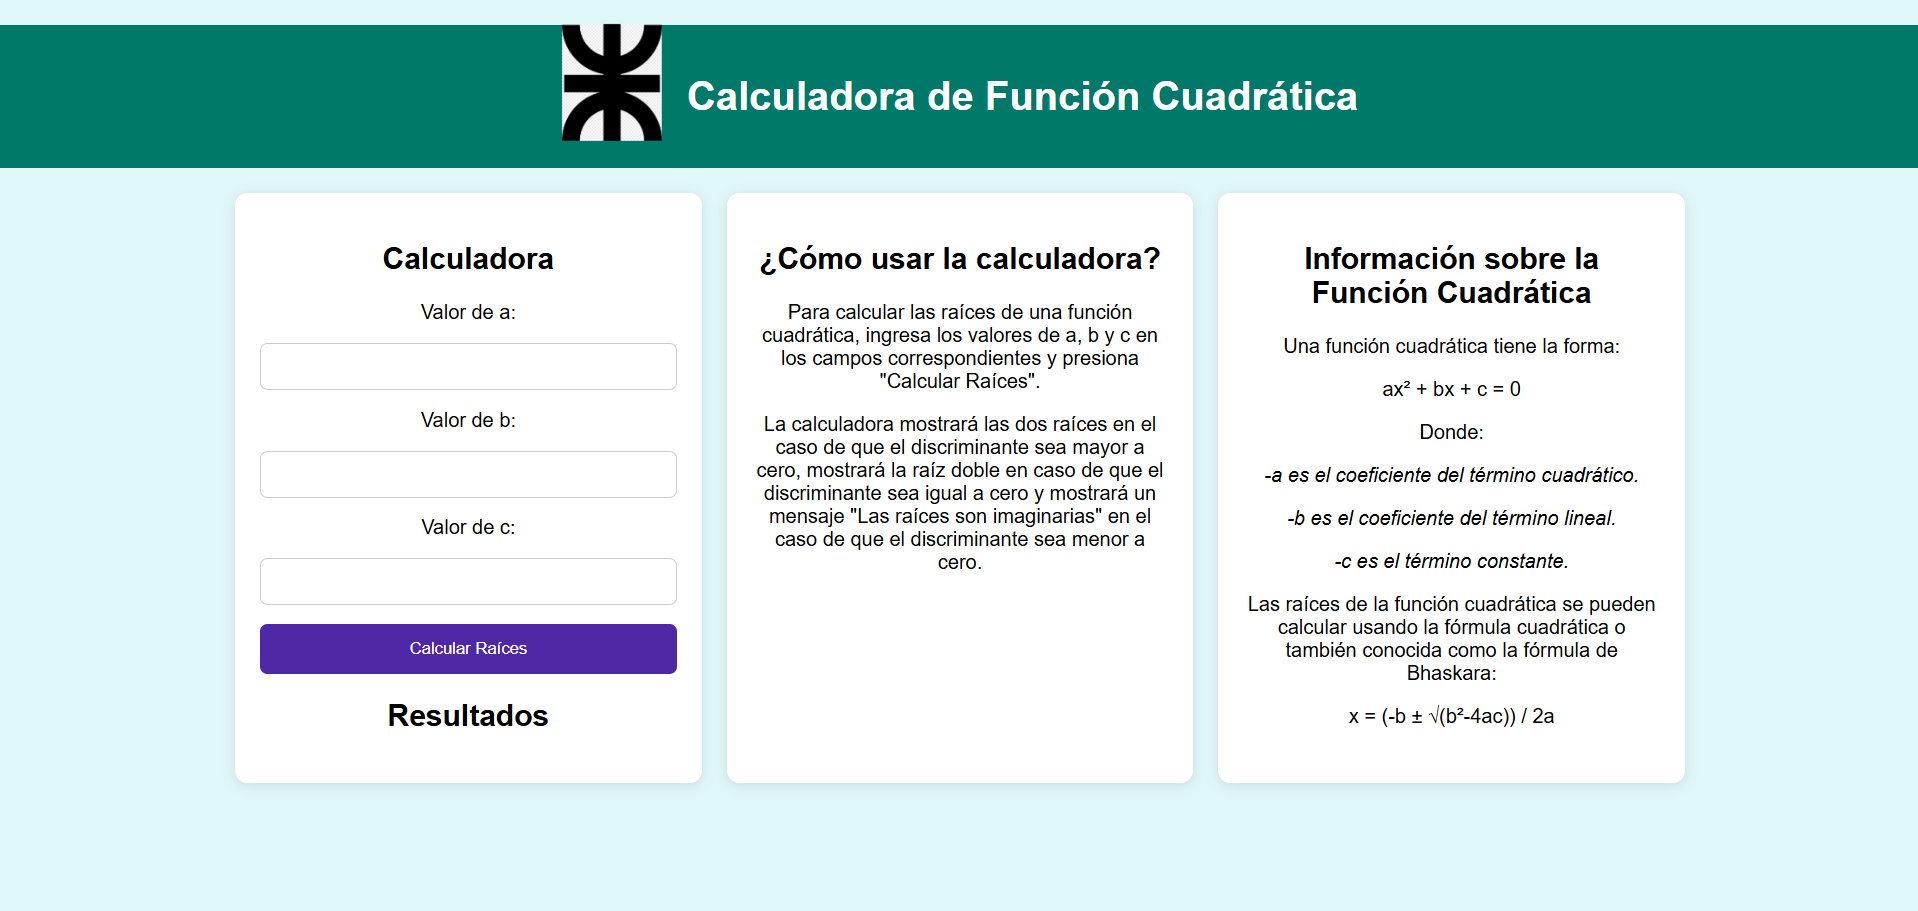 Calculadora de Función Cuadrática
Calculadora
Valor de a:
Valor de b:
Valor de c:
Calcular Raíces
Resultados
¿Cómo usar la calculadora?
Para calcular las raíces de una función
cuadrática, ingresa los valores de a, b y c en
los campos correspondientes y presiona
"Calcular Raíces".
La calculadora mostrará las dos raíces en el
caso de que el discriminante sea mayor a
cero, mostrará la raíz doble en caso de que el
discriminante sea igual a cero y mostrará un
mensaje "Las raíces son imaginarias" en el
caso de que el discriminante sea menor a
cero.
Información sobre la
Función Cuadrática
Una función cuadrática tiene la forma:
ax² + bx + c = 0
Donde:
-a es el coeficiente del término cuadrático.
-b es el coeficiente del término lineal.
-c es el término constante.
Las raíces de la función cuadrática se pueden
calcular usando la fórmula cuadrática o
también conocida como la fórmula de
Bhaskara:
x = (-b ± √(b²-4ac)) / 2a